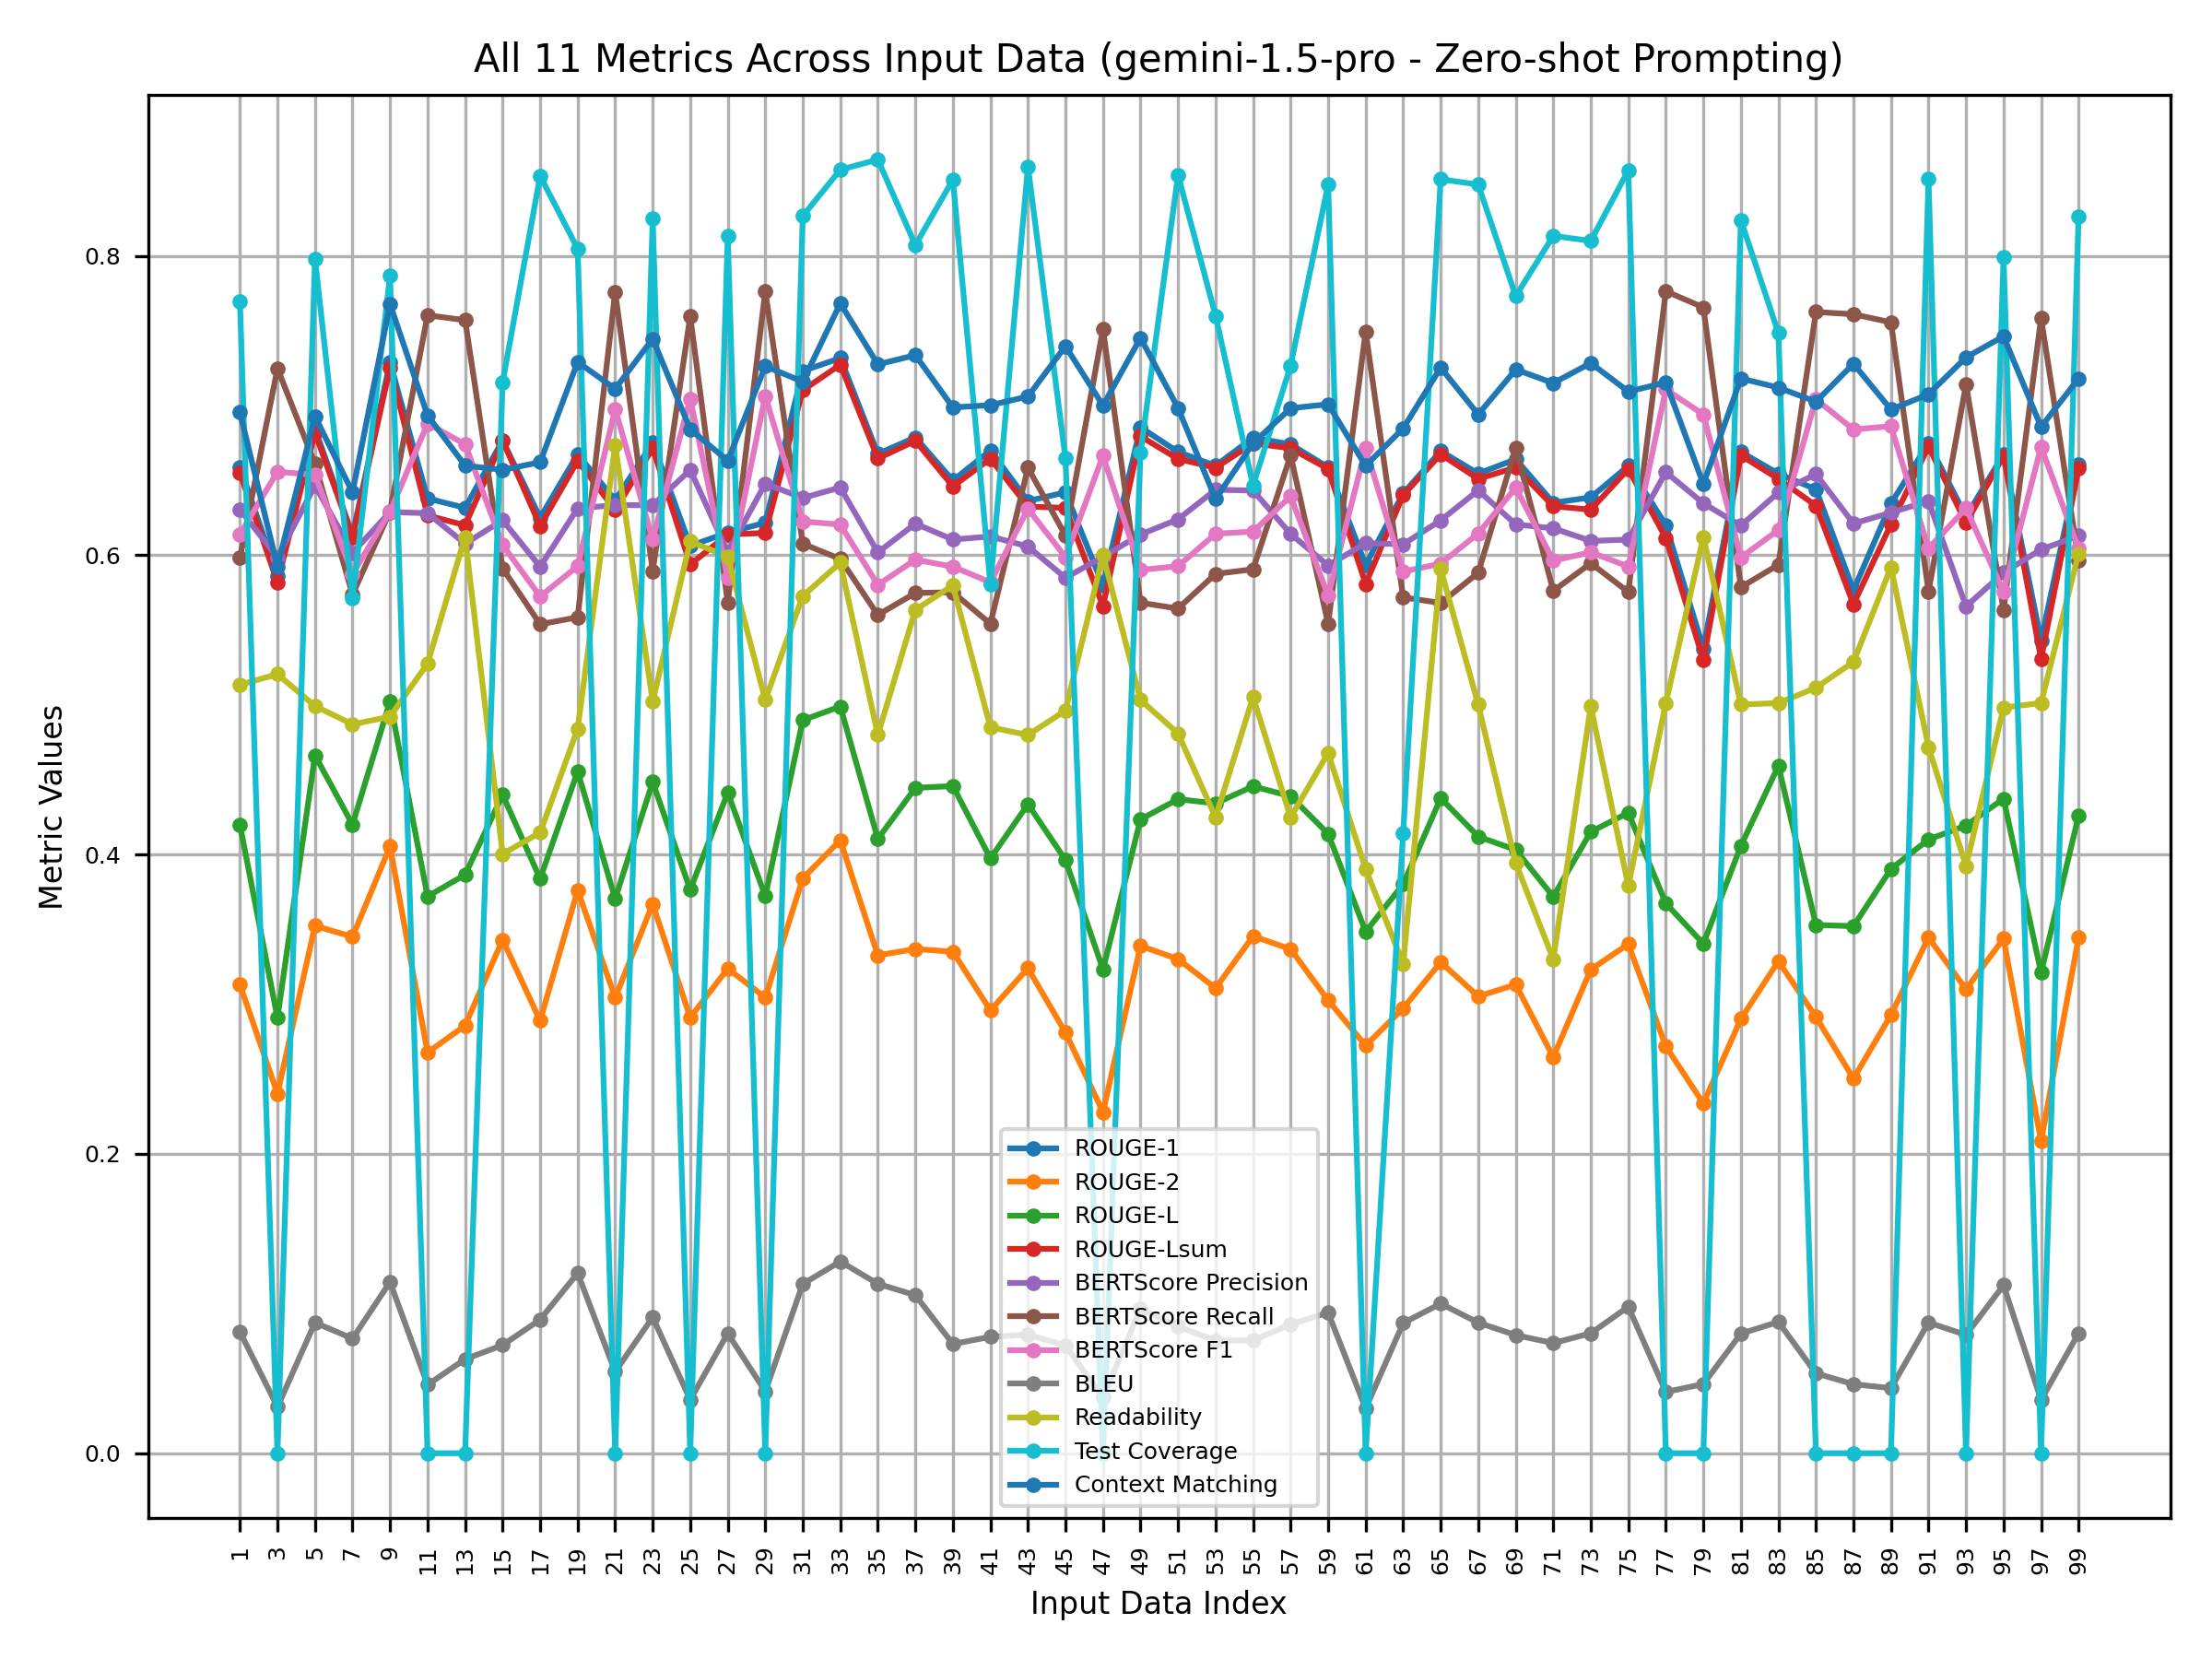 All 11 Metrics Across Input Data (gemini-1.5-pro - Zero-shot Prompting)
Metric Values
0.8
0.6
0.4
0.2
0.0
ROUGE-1
ROUGE-2
ROUGE-L
ROUGE-Lsum
BERTScore Precision
BERTScore Recall
BERTScore F1
BLEU
Readability
Test Coverage
Context Matching
1 3 5 7 9 11 13 15 17 19 21 23 25 27 29 31 33 35 37 39 41 43 45 47 49 51 53 55 57 59 61 63 65 67 69 71 73 75 77 79 81 83 85 87 89 91 93 95 97 99
Input Data Index